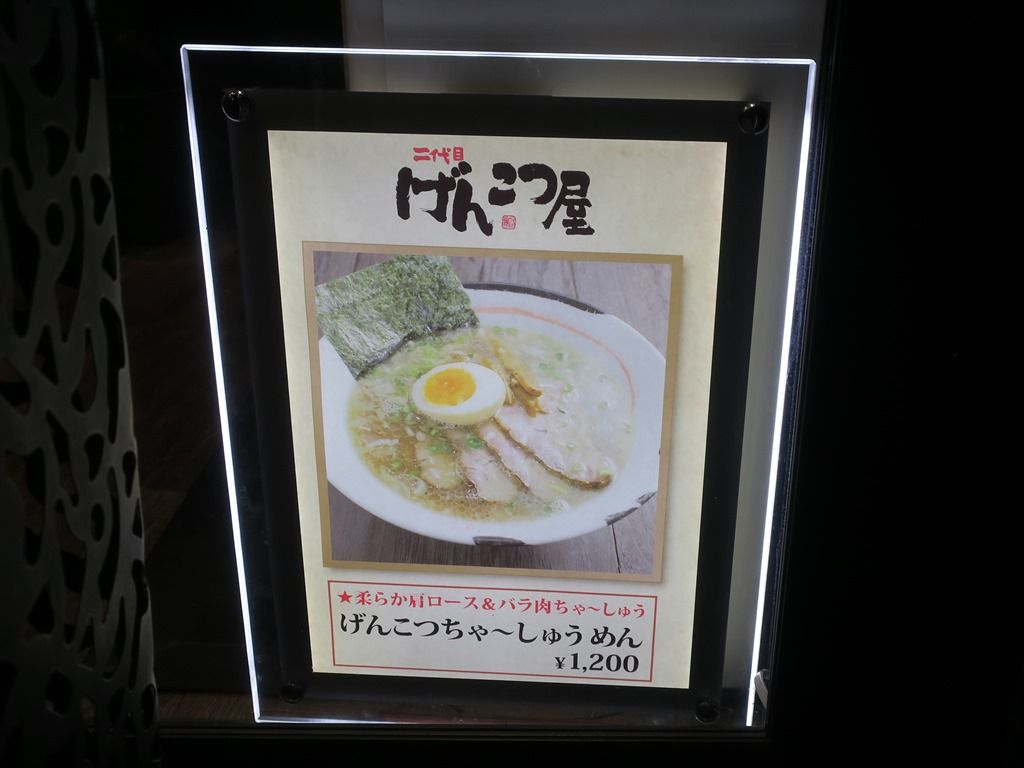 二代目
げんこつ屋
★柔らか肩ロース&バラ肉ちゃ〜しゅう
げんこつちゃ〜しゅうめん
¥1,200